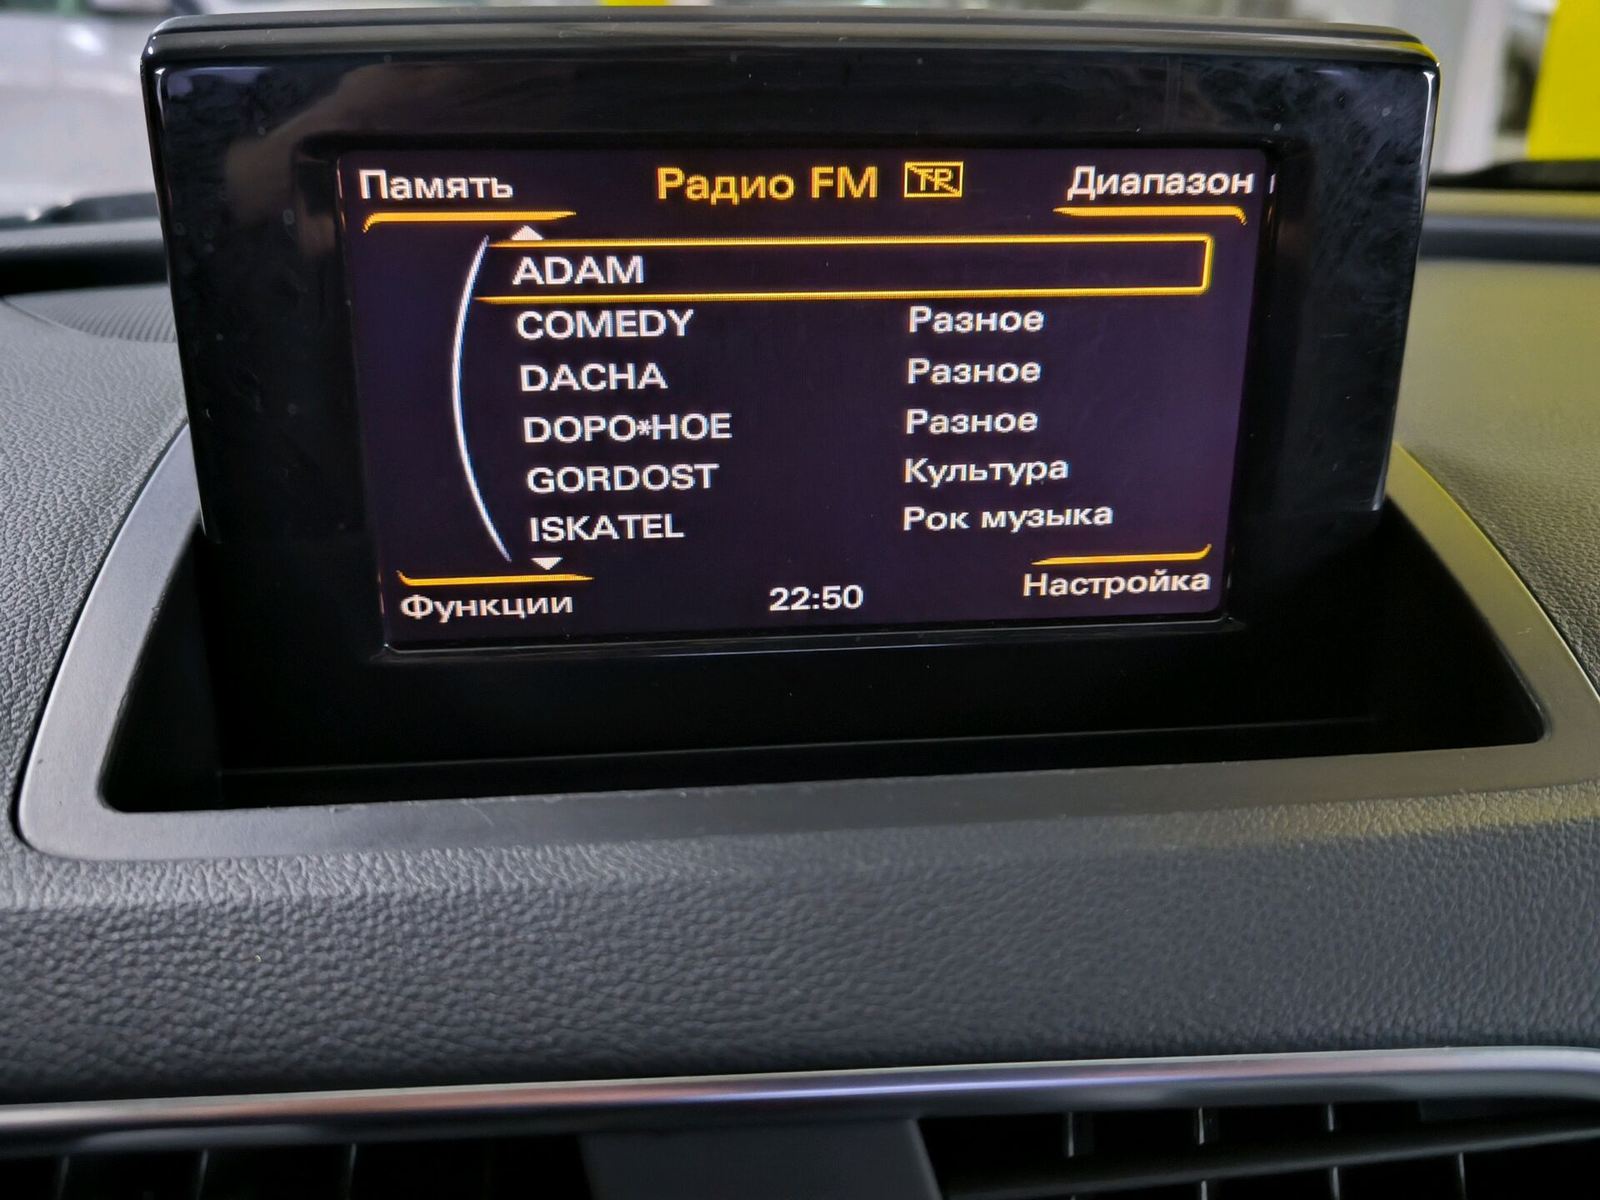 Память Радио FM TP Диапазон
ADAM
COMEDY Разное
DACHA Разное
DOPO*HOE Разное
GORDOST Культура
ISKATEL Рок музыка
Функции 22:50 Настройка